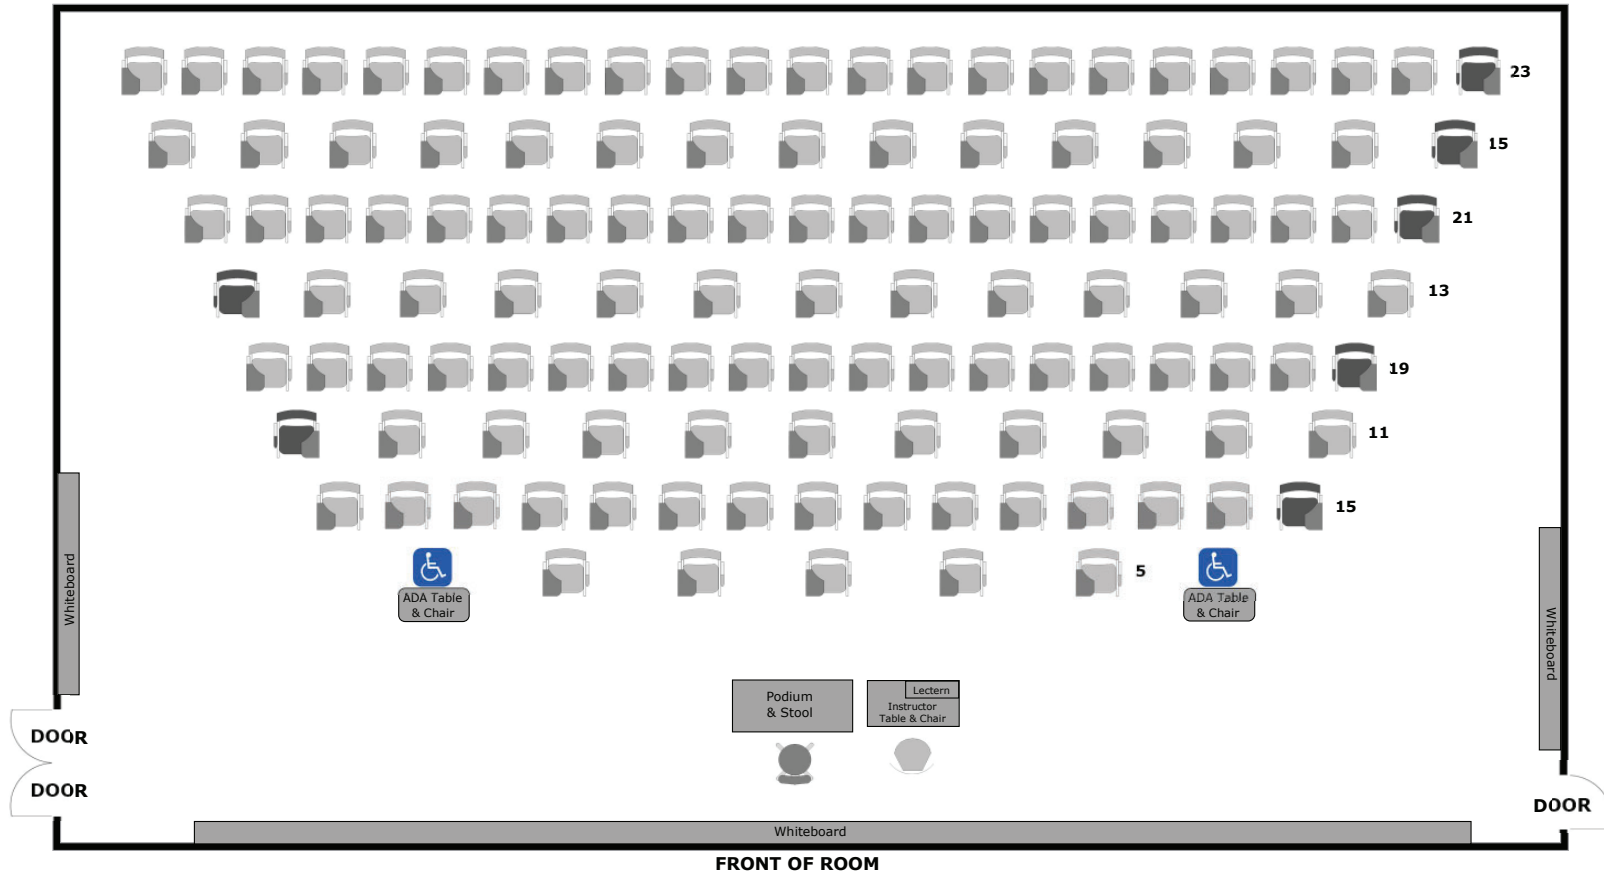 23
15
21
13
19
11
15
5
ADA Table
& Chair
ADA Table
& Chair
Whiteboard
Whiteboard
Podium
& Stool
Lectern
Instructor
Table & Chair
DOOR
DOOR
DOOR
Whiteboard
FRONT OF ROOM